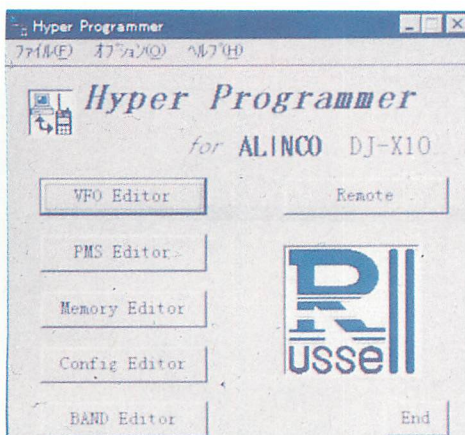 Hyper Programmer
ファイル(F) オプション(O) ヘルプ(H)
Hyper Programmer
for ALINCO DJ-X10
VFO Editor
Remote
PMS Editor
Memory Editor
Config Editor
BAND Editor
Russell
End